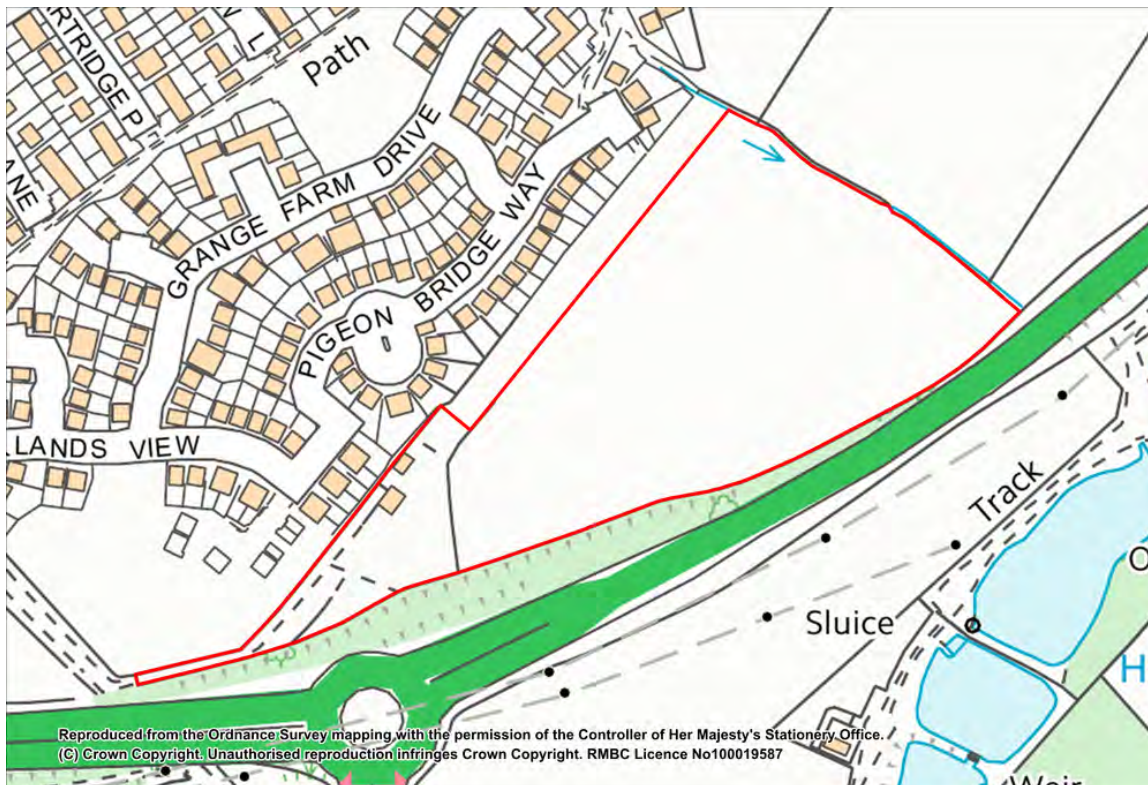 ARTRIDGE P
L
Path
ANE
GRANGE FARM DRIVE
PIGEON BRIDGE WAY
LANDS VIEW
Track
Sluice
O
H
Weir
Reproduced from the Ordnance Survey mapping with the permission of the Controller of Her Majesty's Stationery Office.
(C) Crown Copyright. Unauthorised reproduction infringes Crown Copyright. RMBC Licence No100019587